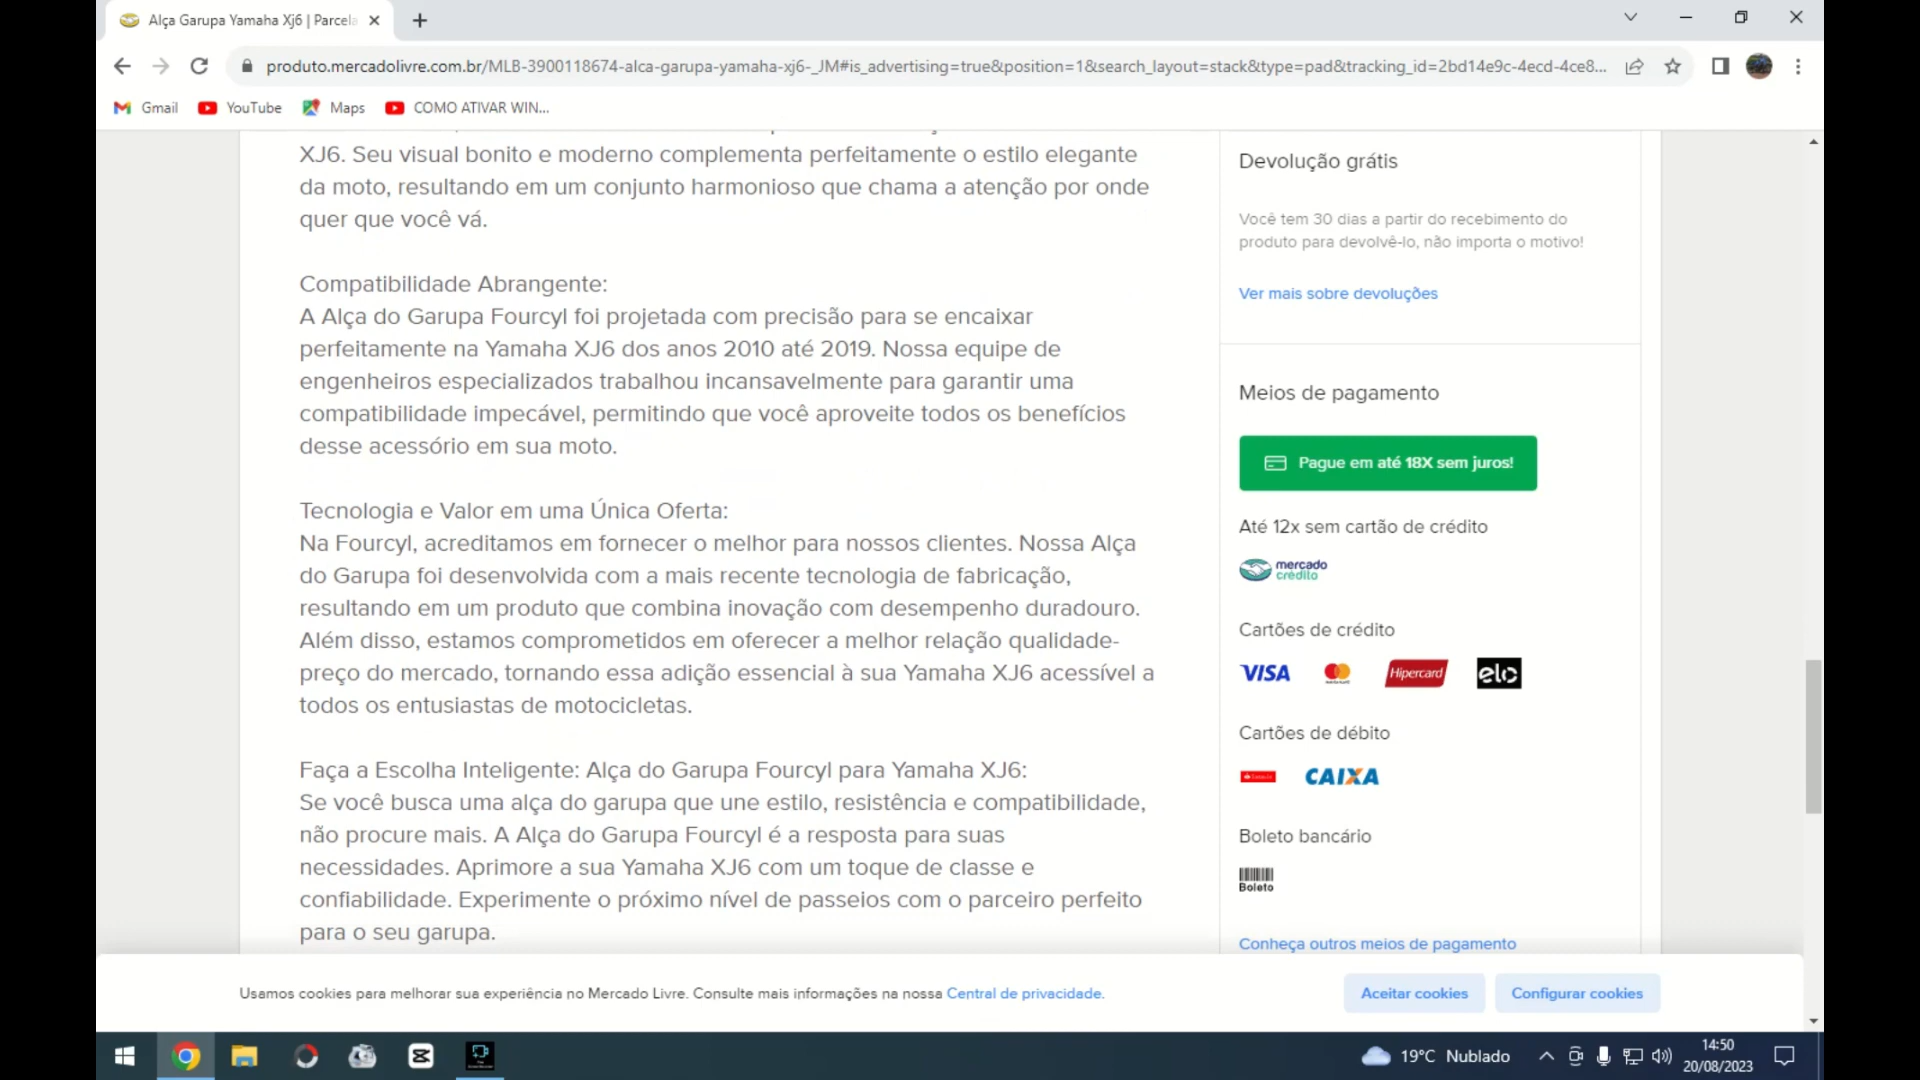 Alça Garupa Yamaha Xj6 | Parcela
produto.mercadolivre.com.br/MLB-3900118674-alca-garupa-yamaha-xj6-_JM#is_advertising=true&position=1&search_layout=stack&type=pad&tracking_id=2bd14e9c-4ecd-4ce8...
Gmail YouTube Maps COMO ATIVAR WIN...
XJ6. Seu visual bonito e moderno complementa perfeitamente o estilo elegante
da moto, resultando em um conjunto harmonioso que chama a atenção por onde
quer que você vá.
Compatibilidade Abrangente:
A Alça do Garupa Fourcyl foi projetada com precisão para se encaixar
perfeitamente na Yamaha XJ6 dos anos 2010 até 2019. Nossa equipe de
engenheiros especializados trabalhou incansavelmente para garantir uma
compatibilidade impecável, permitindo que você aproveite todos os benefícios
desse acessório em sua moto.
Tecnologia e Valor em uma Única Oferta:
Na Fourcyl, acreditamos em fornecer o melhor para nossos clientes. Nossa Alça
do Garupa foi desenvolvida com a mais recente tecnologia de fabricação,
resultando em um produto que combina inovação com desempenho duradouro.
Além disso, estamos comprometidos em oferecer a melhor relação qualidade-
preço do mercado, tornando essa adição essencial à sua Yamaha XJ6 acessível a
todos os entusiastas de motocicletas.
Faça a Escolha Inteligente: Alça do Garupa Fourcyl para Yamaha XJ6:
Se você busca uma alça do garupa que une estilo, resistência e compatibilidade,
não procure mais. A Alça do Garupa Fourcyl é a resposta para suas
necessidades. Aprimore a sua Yamaha XJ6 com um toque de classe e
confiabilidade. Experimente o próximo nível de passeios com o parceiro perfeito
para o seu garupa.
Devolução grátis
Você tem 30 dias a partir do recebimento do
produto para devolvê-lo, não importa o motivo!
Ver mais sobre devoluções
Meios de pagamento
Pague em até 18X sem juros!
Até 12x sem cartão de crédito
mercado
crédito
Cartões de crédito
VISA Hipercard elo
Cartões de débito
CAIXA
Boleto bancário
Boleto
Conheça outros meios de pagamento
Usamos cookies para melhorar sua experiência no Mercado Livre. Consulte mais informações na nossa Central de privacidade.
Aceitar cookies Configurar cookies
19°C Nublado
14:50
20/08/2023